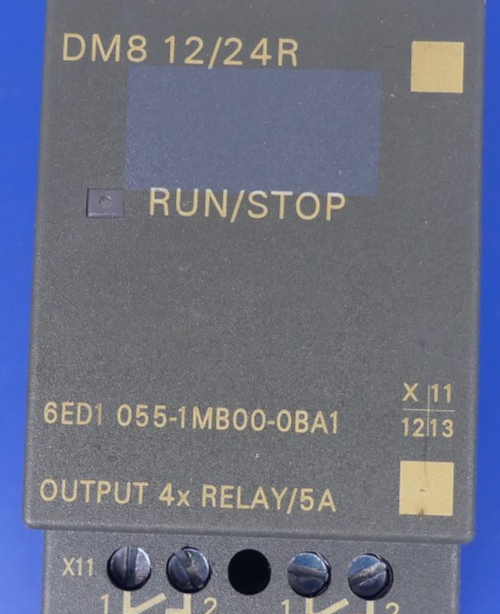 DM8 12/24R
RUN/STOP
X 11
12 13
6ED1 055-1MB00-0BA1
OUTPUT 4x RELAY/5A
X11
1 2 1 2